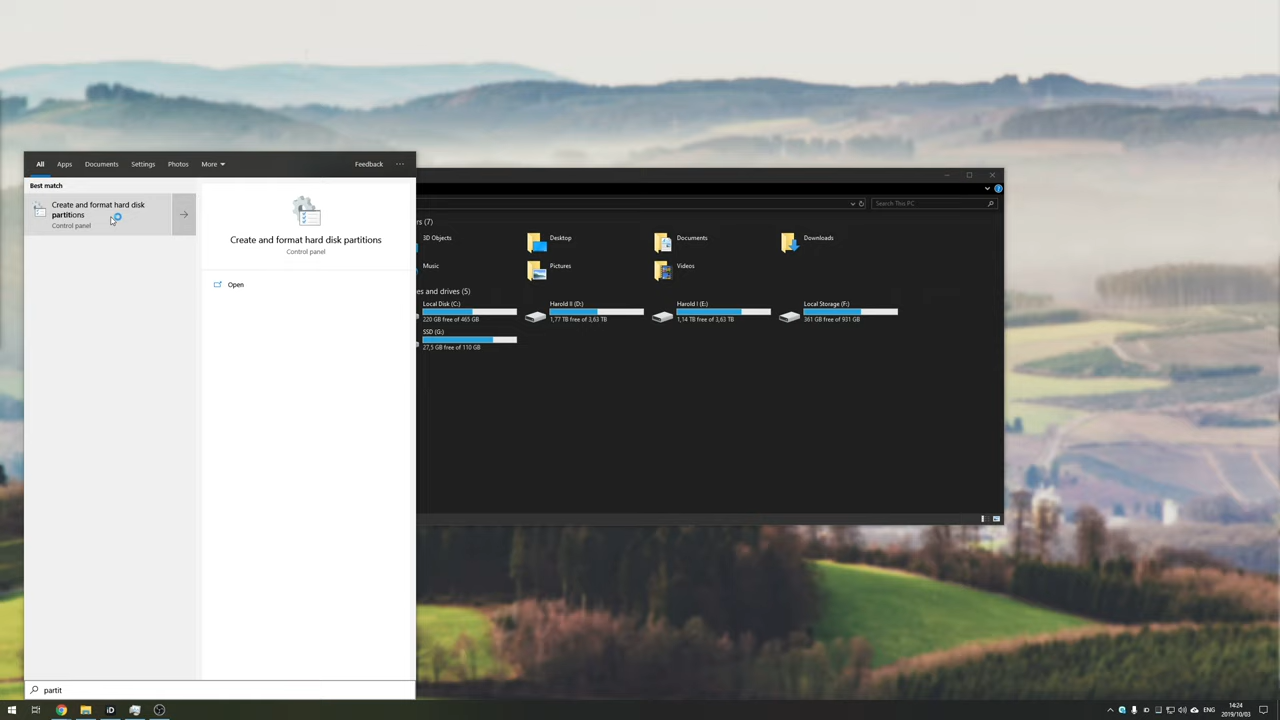 All Apps Documents Settings Photos More Feedback ...
Best match
Create and format hard disk
partitions
Control panel
Create and format hard disk partitions
Control panel
Open
partit
Search This PC
rs (7)
3D Objects Desktop Documents Downloads
Music Pictures Videos
es and drives (5)
Local Disk (C:) Harold II (D:) Harold I (E:) Local Storage (F:)
220 GB free of 465 GB 1,77 TB free of 3,63 TB 1,14 TB free of 3,63 TB 361 GB free of 931 GB
SSD (G:)
27,5 GB free of 110 GB
iD ENG
14:24
2019/10/03